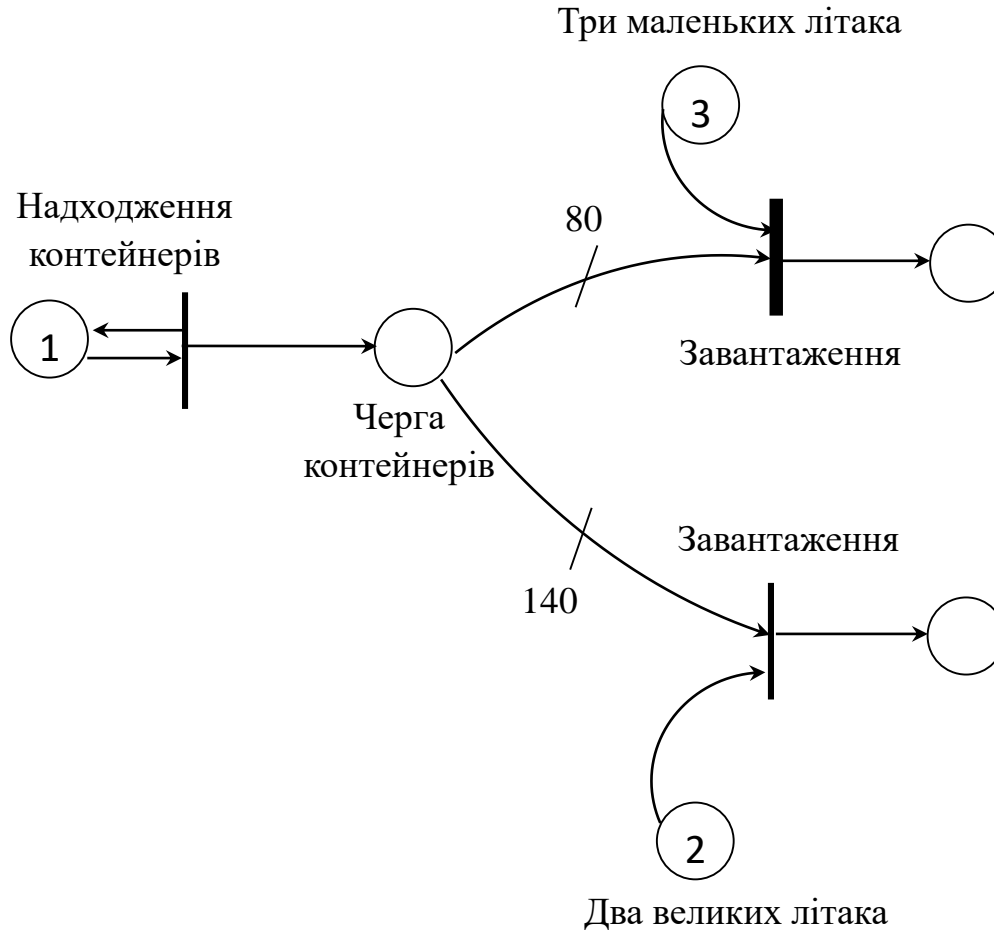 Три маленьких літака
3
80
Надходження
контейнерів
1
Завантаження
Черга
контейнерів
Завантаження
140
2
Два великих літака